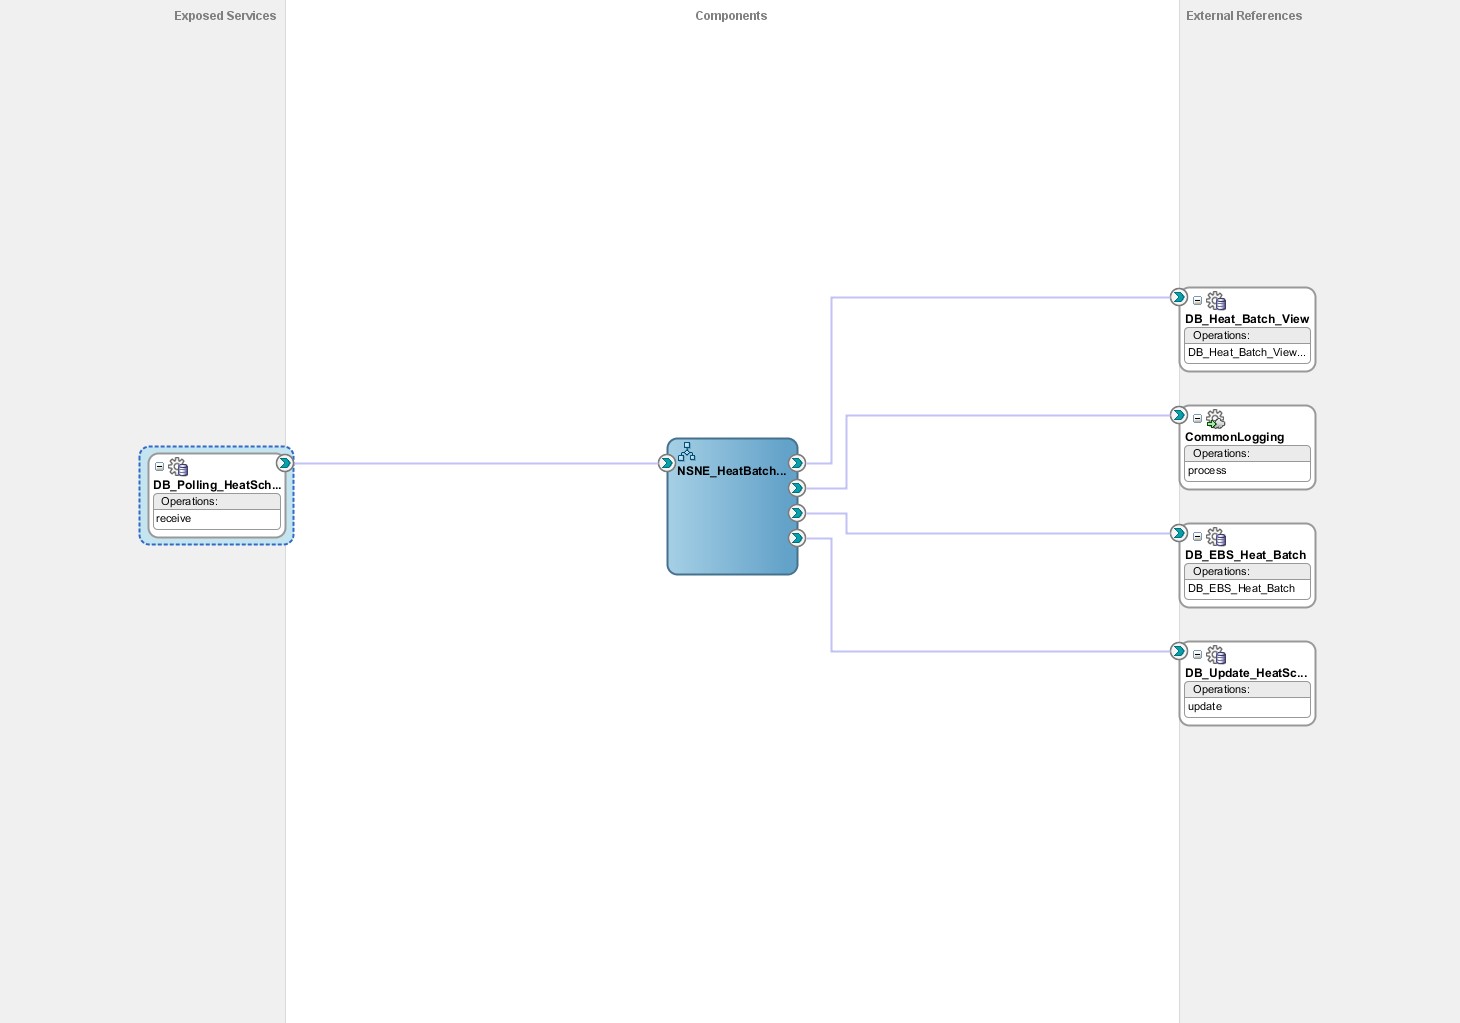 Exposed Services
Components
External References
DB_Polling_HeatSch...
Operations:
receive
NSNE_HeatBatch...
DB_Heat_Batch_View
Operations:
DB_Heat_Batch_View...
CommonLogging
Operations:
process
DB_EBS_Heat_Batch
Operations:
DB_EBS_Heat_Batch
DB_Update_HeatSc...
Operations:
update